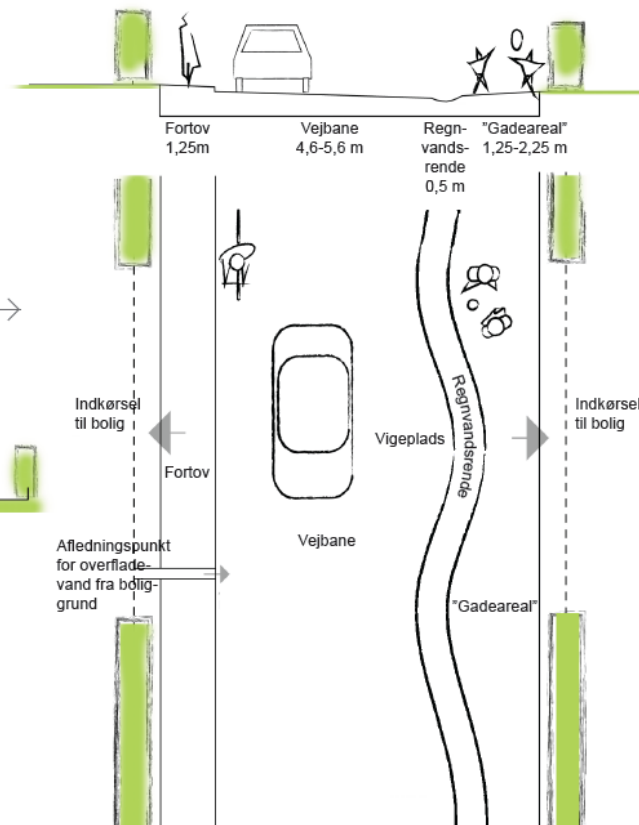 Fortov
1,25m
Vejbane
4,6-5,6 m
Regn-
vands-
rende
0,5 m
"Gadeareal"
1,25-2,25 m
Indkørsel
til bolig
Vigeplads
Regnvandsrende
Indkørsel
til bolig
Fortov
Vejbane
Afledningspunkt
for overflade-
vand fra bolig-
grund
"Gadeareal"